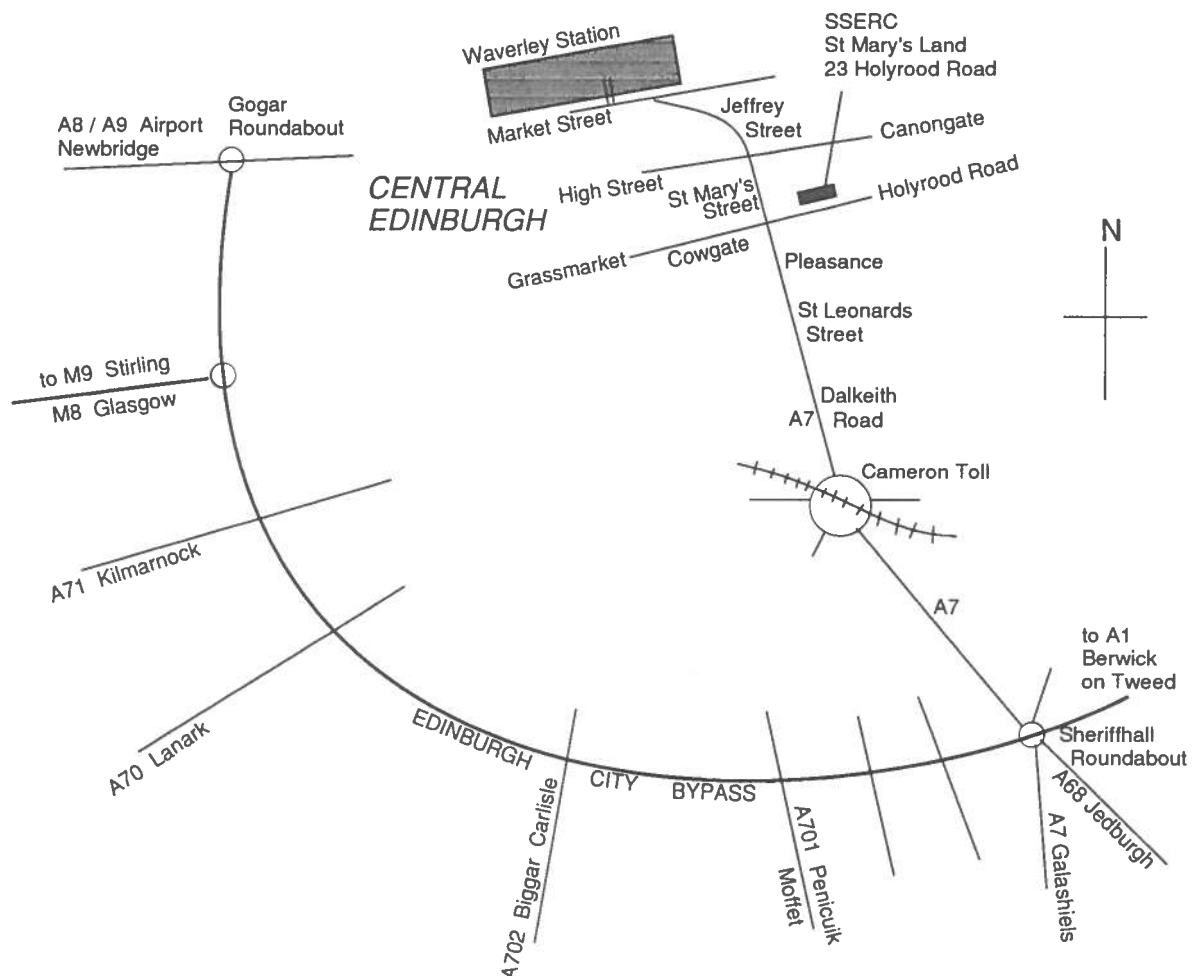 Waverley Station
SSERC
St Mary's Land
23 Holyrood Road
Gogar
Roundabout
A8 / A9 Airport
Newbridge
Market Street
Jeffrey
Street
Canongate
CENTRAL
EDINBURGH
High Street
St Mary's
Street
Holyrood Road
Grassmarket
Cowgate
Pleasance
N
St Leonards
Street
to M9 Stirling
M8 Glasgow
Dalkeith
Road
A7
Cameron Toll
A71 Kilmarnock
A7
to A1
Berwick
on Tweed
A70 Lanark
EDINBURGH
CITY
BYPASS
Sheriffhall
Roundabout
A68 Jedburgh
A7 Galashiels
A702 Biggar Carlisle
A701 Penicuik
Moffet